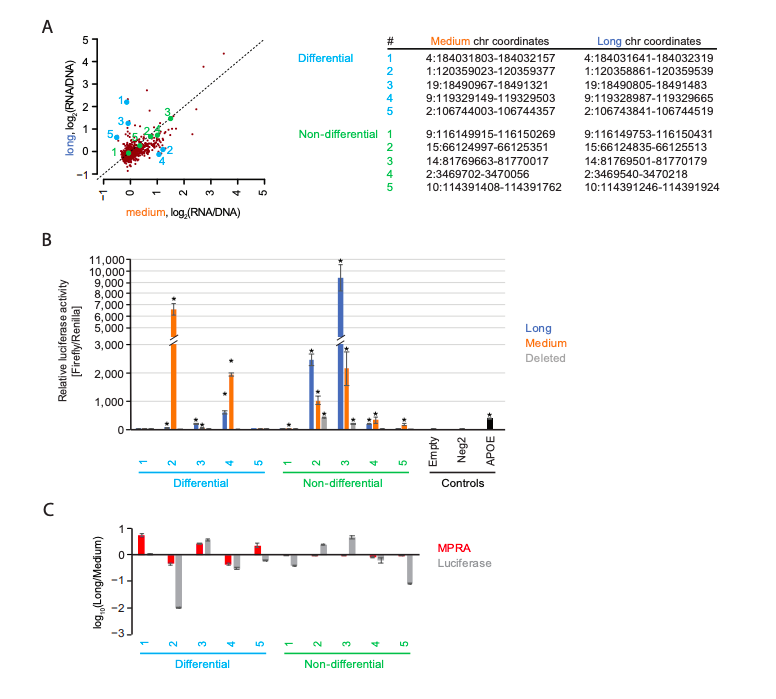 A
5
4
3
2
1
0
−1
long, log2(RNA/DNA)
1
3
5
2
4
1
2
3
5
−1
0
1
2
3
4
5
medium, log2(RNA/DNA)
# Medium chr coordinates Long chr coordinates
Differential 1 4:184031803-184032157 4:184031641-184032319
2 1:120359023-120359377 1:120358861-120359539
3 19:18490967-18491321 19:18490805-18491483
4 9:119329149-119329503 9:119328987-119329665
5 2:106744003-106744357 2:106743841-106744519
Non-differential 1 9:116149915-116150269 9:116149753-116150431
2 15:66124997-66125351 15:66124835-66125513
3 14:81769663-81770017 14:81769501-81770179
4 2:3469702-3470056 2:3469540-3470218
5 10:114391408-114391762 10:114391246-114391924
B
Relative luciferase activity
[Firefly/Renilla]
11,000
10,000
9,000
8,000
7,000
6,000
5,000
3,000
2,000
1,000
0
Long
Medium
Deleted
1 2 3 4 5 1 2 3 4 5 Empty Neg2 APOE
Differential Non-differential Controls
C
log10(Long/Medium)
1
0
−1
−2
−3
MPRA
Luciferase
1 2 3 4 5 1 2 3 4 5
Differential Non-differential